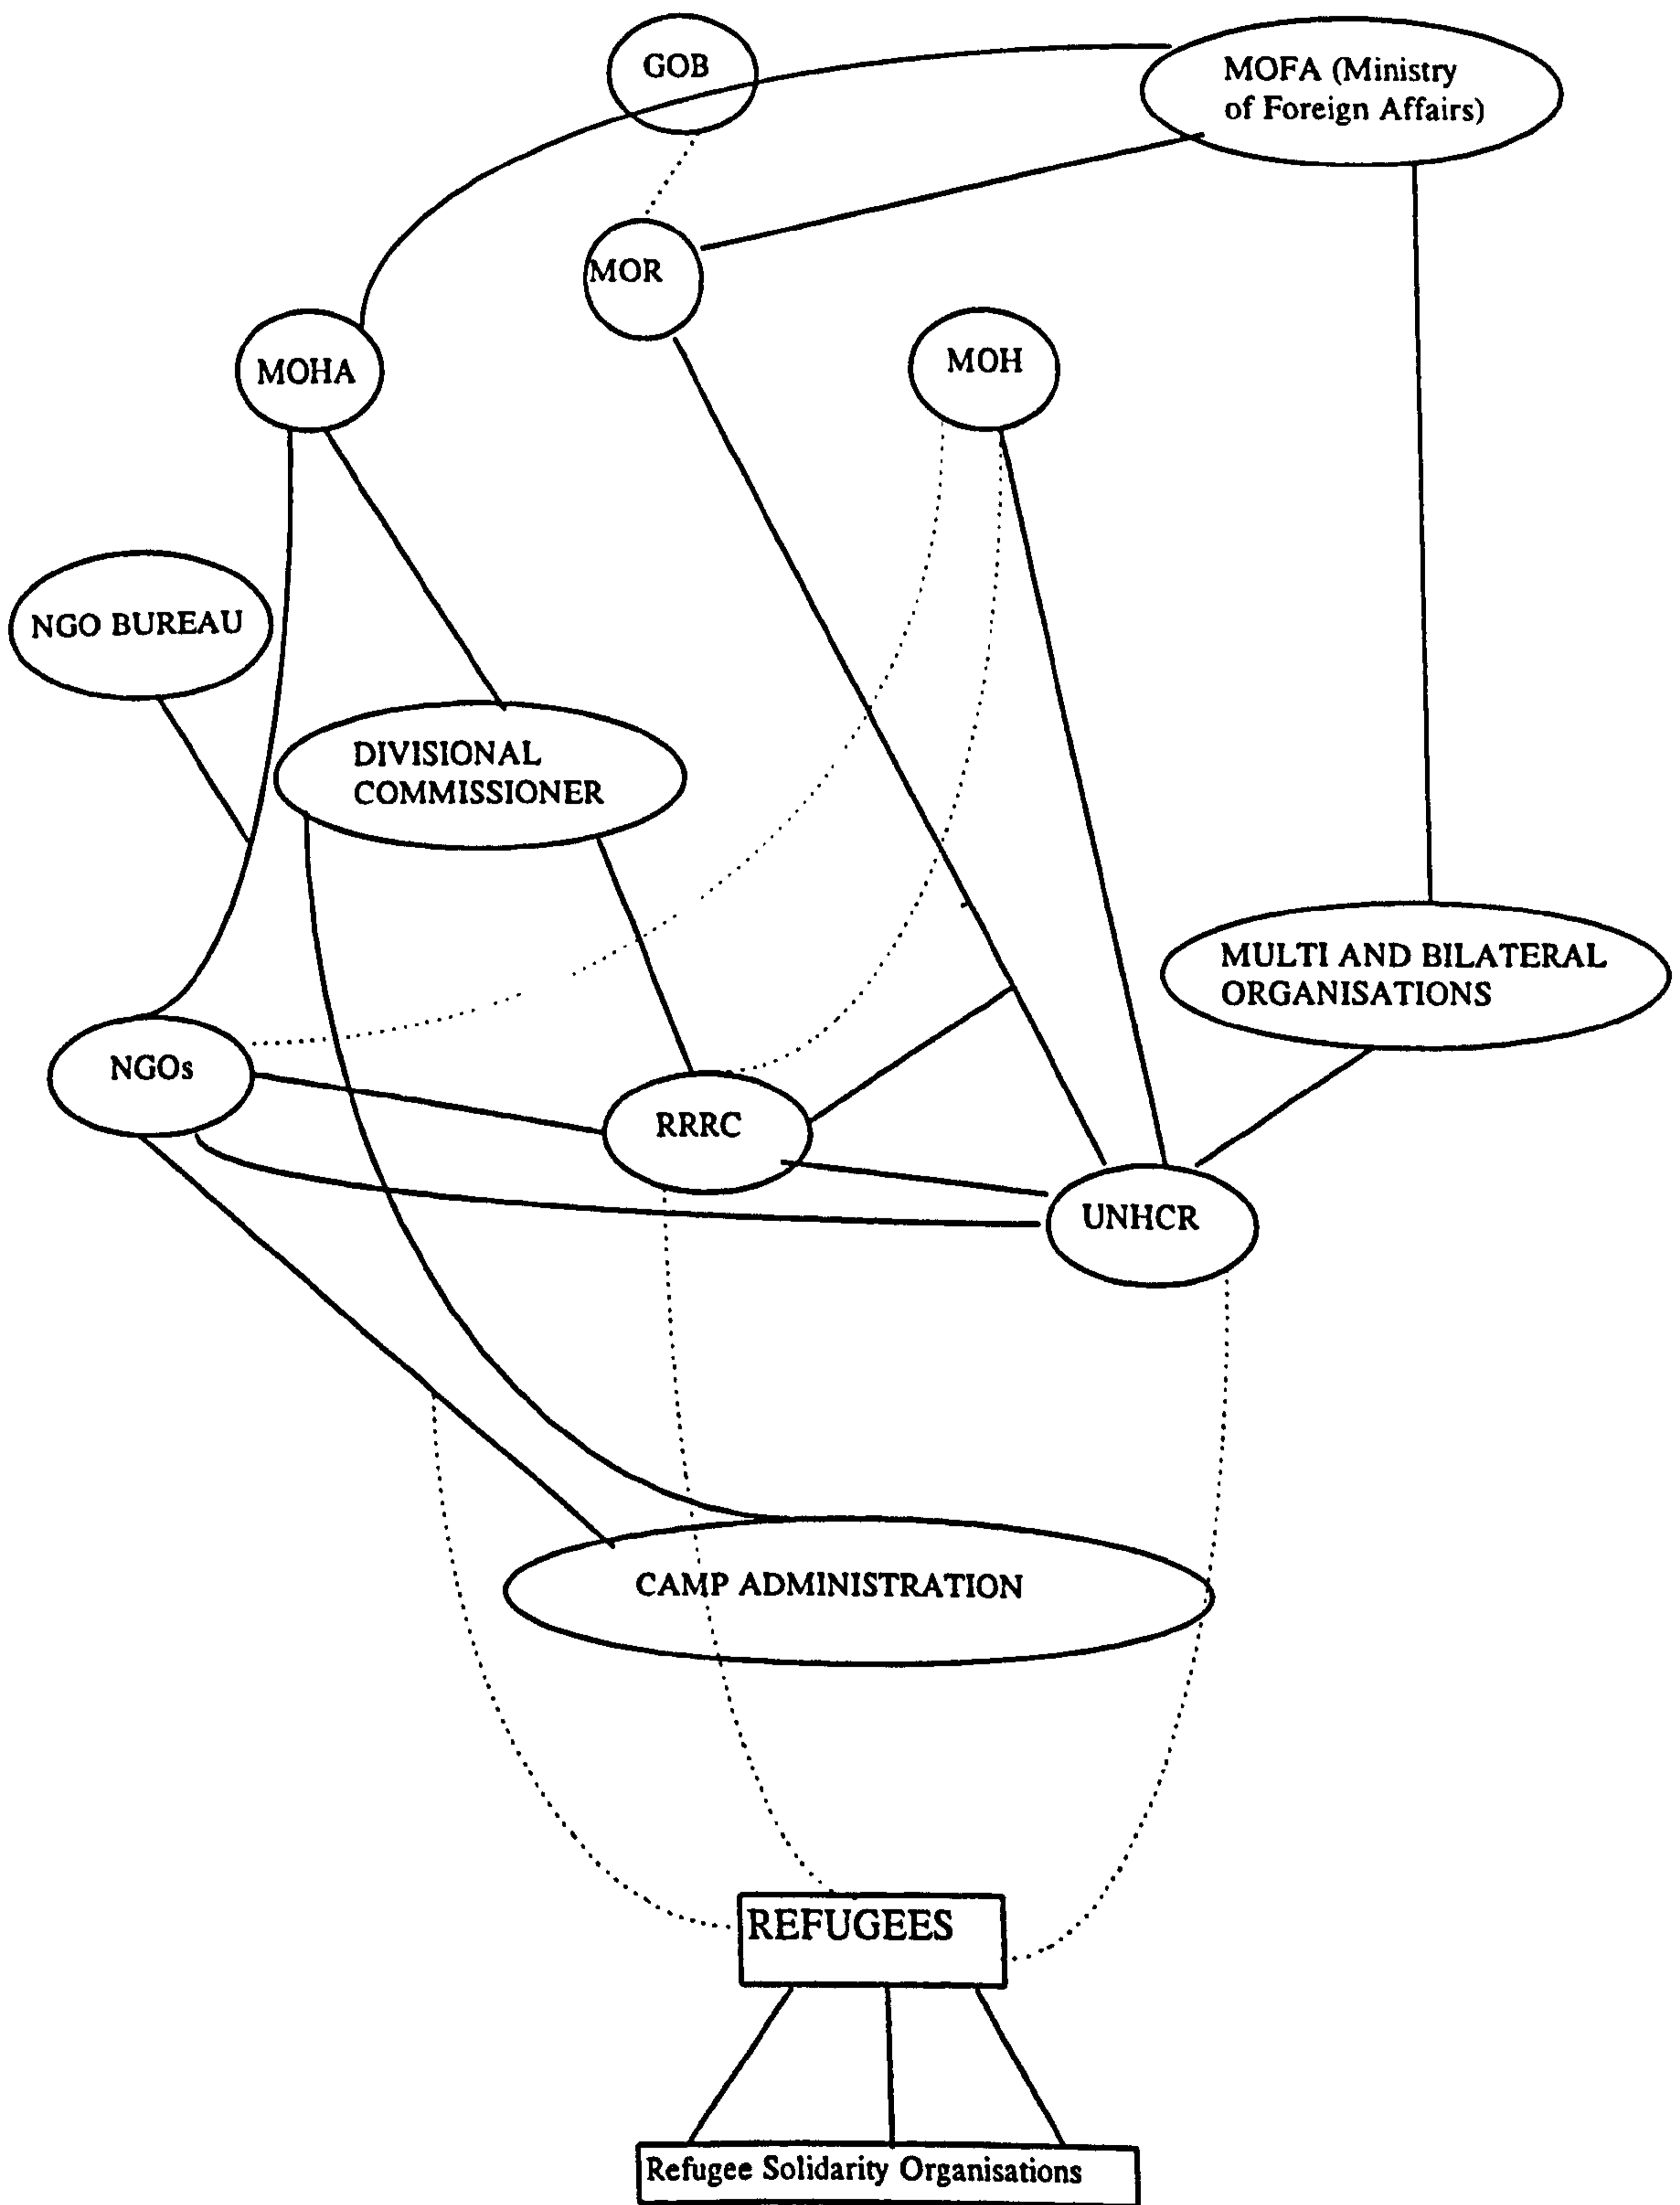 GOB
MOFA (Ministry
of Foreign Affairs)
MOR
MOH
MOHA
NGO BUREAU
DIVISIONAL
COMMISSIONER
MULTI AND BILATERAL
ORGANISATIONS
NGOs
RRRC
UNHCR
CAMP ADMINISTRATION
REFUGEES
Refugee Solidarity Organisations